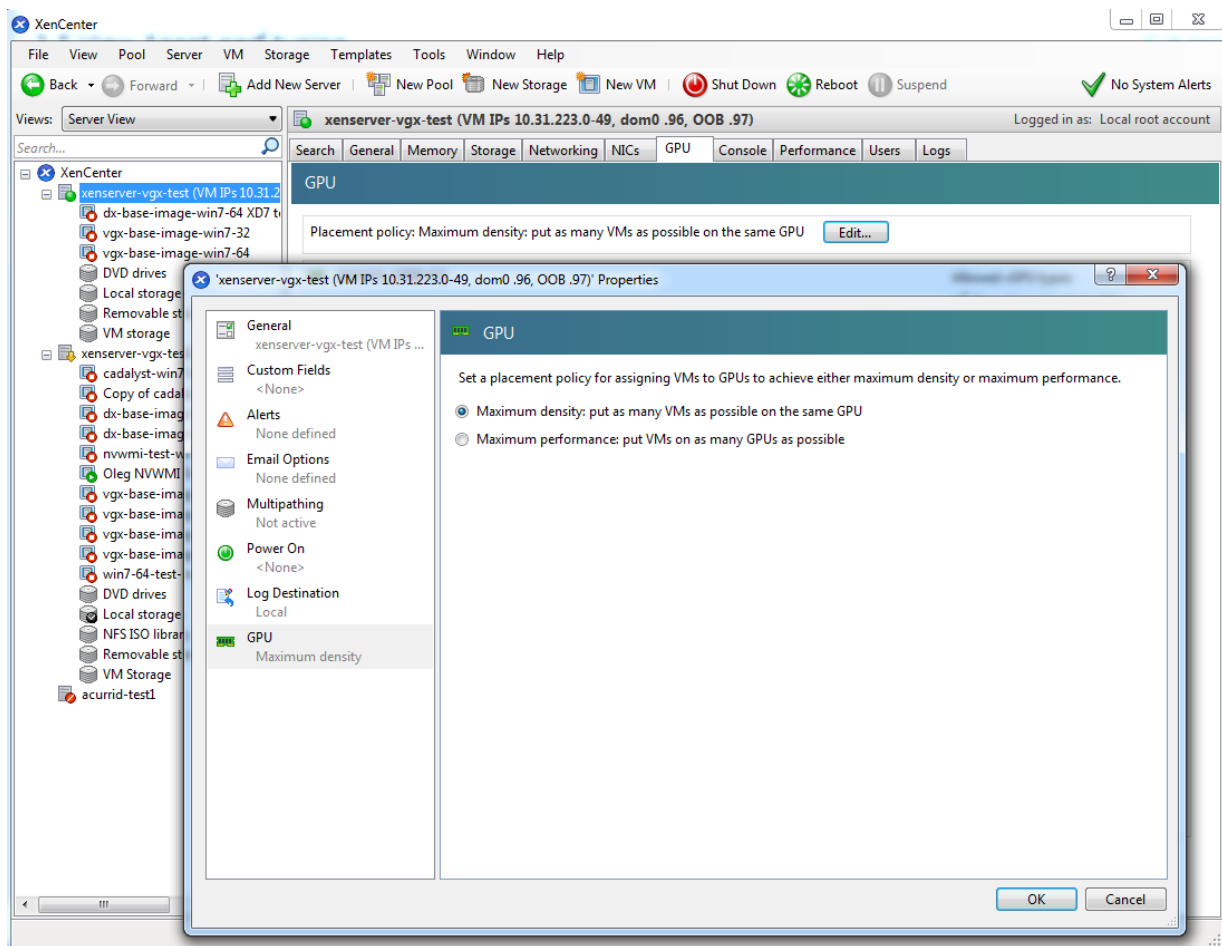 XenCenter
File View Pool Server VM Storage Templates Tools Window Help
Back Forward Add New Server New Pool New Storage New VM Shut Down Reboot Suspend No System Alerts
Views: Server View
xenserver-vgx-test (VM IPs 10.31.223.0-49, dom0 .96, OOB .97) Logged in as: Local root account
Search...
Search General Memory Storage Networking NICs GPU Console Performance Users Logs
XenCenter
xenserver-vgx-test (VM IPs 10.31.2
dx-base-image-win7-64 XD7 t
vgx-base-image-win7-32
vgx-base-image-win7-64
DVD drives
Local storage
Removable st
VM storage
xenserver-vgx-tes
cadalyst-win7
Copy of cadal
dx-base-imag
dx-base-imag
nvwmi-test-w
Oleg NVWMI
vgx-base-ima
vgx-base-ima
vgx-base-ima
vgx-base-ima
win7-64-test-
DVD drives
Local storage
NFS ISO librar
Removable st
VM Storage
acurrid-test1
GPU
Placement policy: Maximum density: put as many VMs as possible on the same GPU Edit...
'xenserver-vgx-test (VM IPs 10.31.223.0-49, dom0 .96, OOB .97)' Properties
General
xenserver-vgx-test (VM IPs ...
Custom Fields
<None>
Alerts
None defined
Email Options
None defined
Multipathing
Not active
Power On
<None>
Log Destination
Local
GPU
Maximum density
GPU
Set a placement policy for assigning VMs to GPUs to achieve either maximum density or maximum performance.
Maximum density: put as many VMs as possible on the same GPU
Maximum performance: put VMs on as many GPUs as possible
OK Cancel